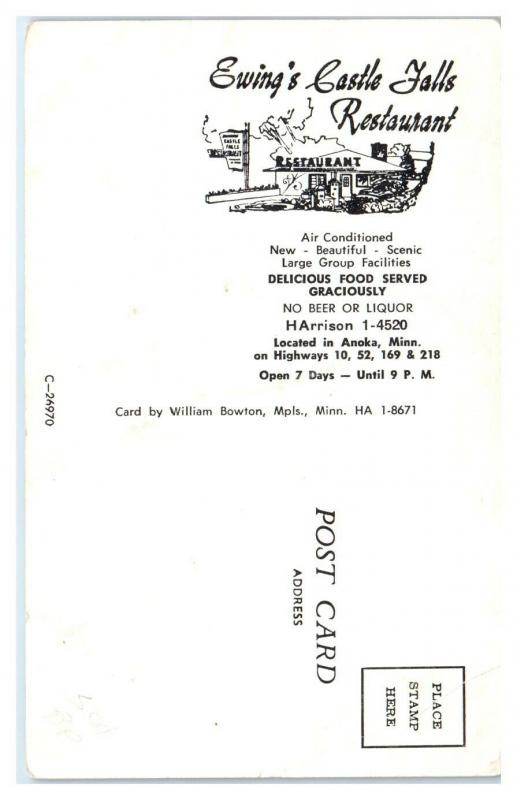 Ewing's Castle Falls
Restaurant
CASTLE
FALLS
RESTAURANT
Air Conditioned
New - Beautiful - Scenic
Large Group Facilities
DELICIOUS FOOD SERVED
GRACIOUSLY
NO BEER OR LIQUOR
HArrison 1-4520
Located in Anoka, Minn.
on Highways 10, 52, 169 & 218
Open 7 Days — Until 9 P. M.
C-26970
Card by William Bowton, Mpls., Minn. HA 1-8671
POST CARD
ADDRESS
PLACE
STAMP
HERE